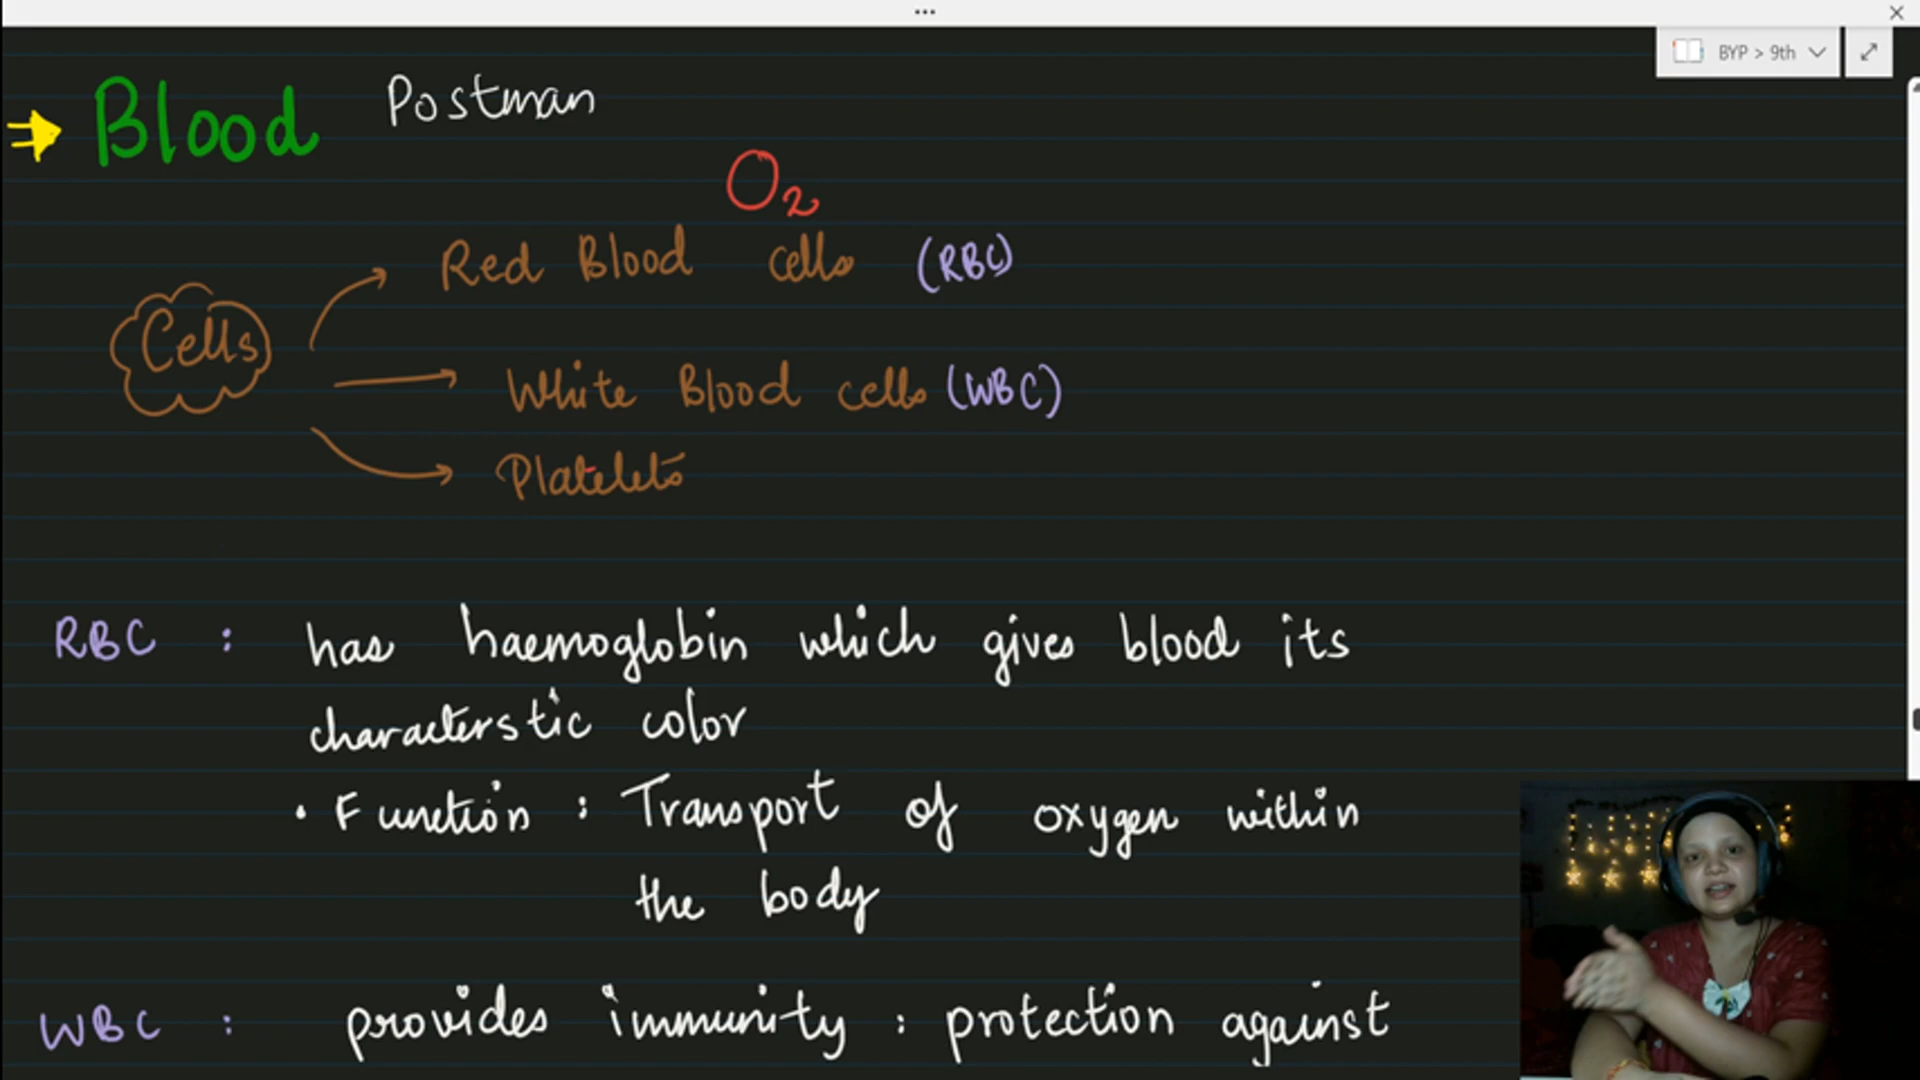 BYP > 9th
Blood Postman
O₂
Red Blood cells (RBC)
Cells
White Blood cells (WBC)
Platelets
RBC : has haemoglobin which gives blood its
characterstic color
• Function : Transport of oxygen within
the body
WBC : provides immunity : protection against